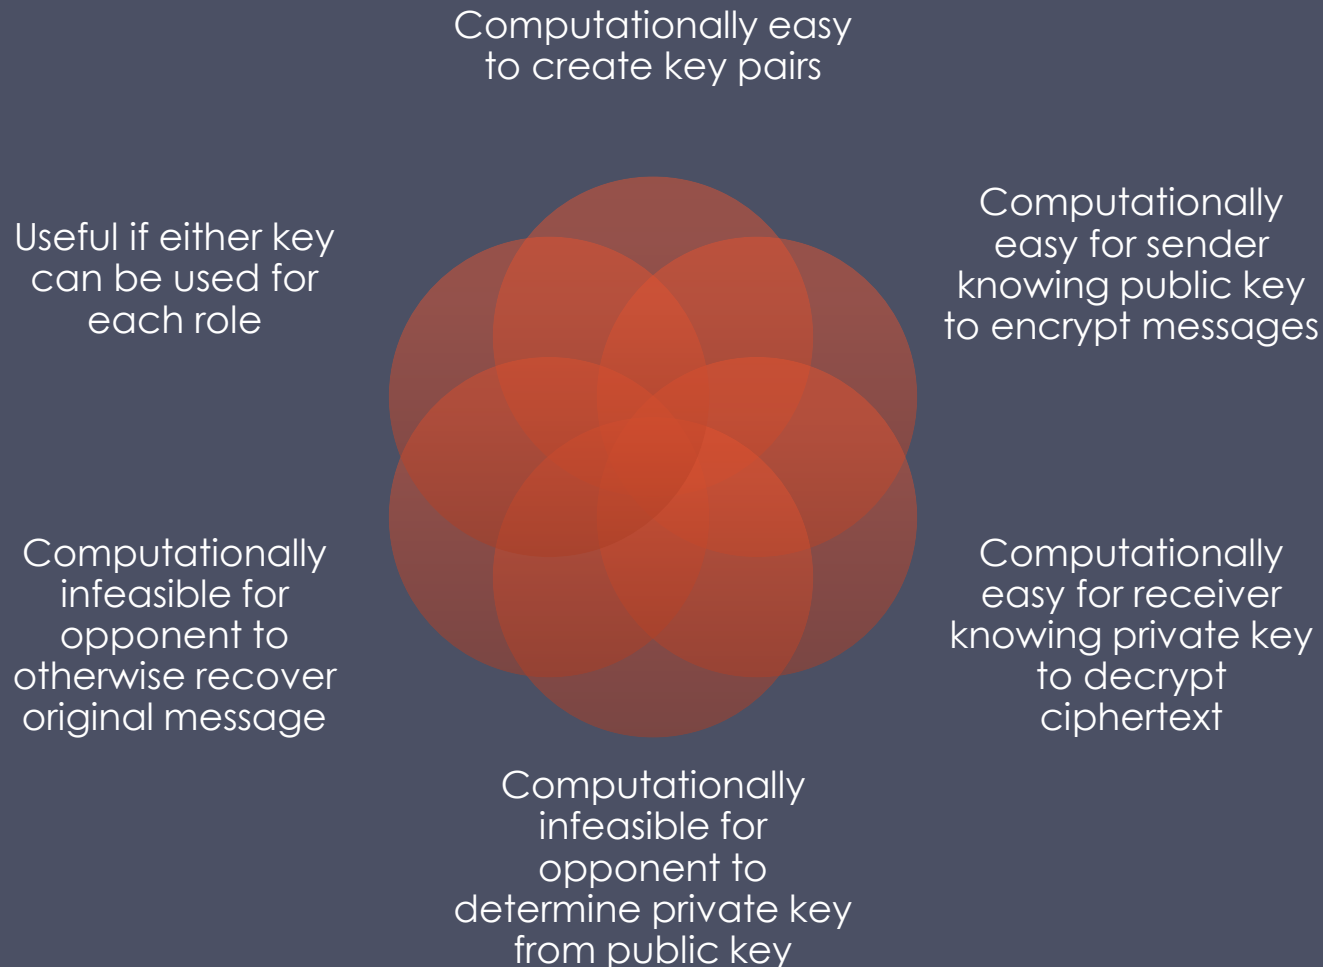 Computationally easy
to create key pairs
Computationally
easy for sender
knowing public key
to encrypt messages
Computationally
easy for receiver
knowing private key
to decrypt
ciphertext
Computationally
infeasible for
opponent to
determine private key
from public key
Computationally
infeasible for
opponent to
otherwise recover
original message
Useful if either key
can be used for
each role